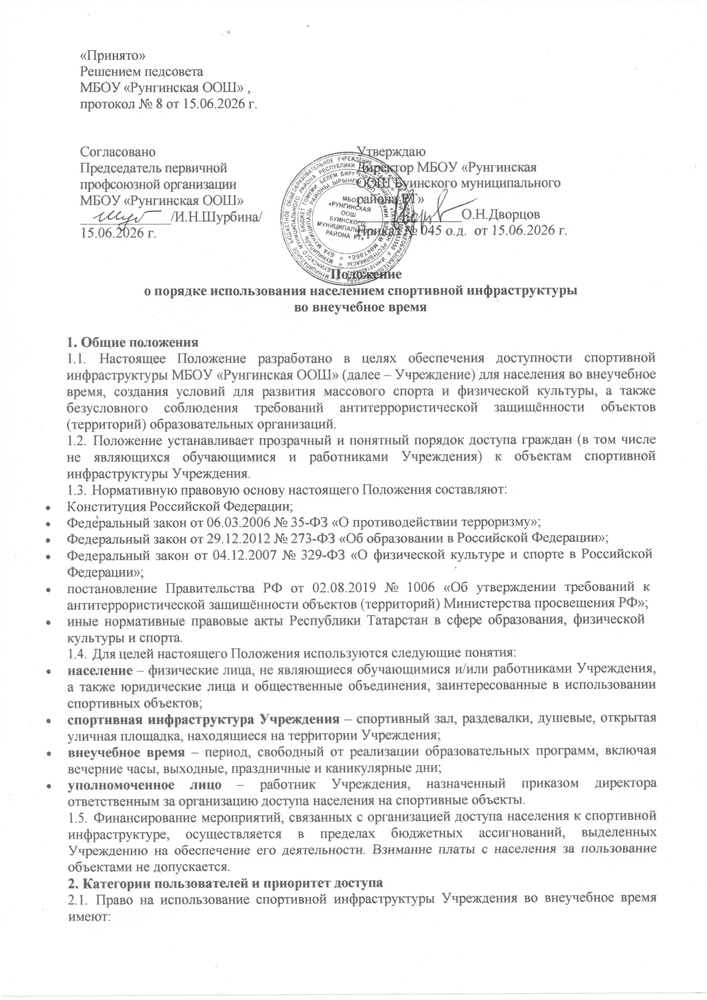 «Принято»
Решением педсовета
МБОУ «Рунгинская ООШ» ,
протокол № 8 от 15.06.2026 г.
Согласовано
Председатель первичной
профсоюзной организации
МБОУ «Рунгинская ООШ»
/И.Н.Шурбина/
15.06.2026 г.
Утверждаю
Директор МБОУ «Рунгинская
ООШ Буинского муниципального
района РТ»
О.Н.Дворцов
Приказ № 045 о.д. от 15.06.2026 г.
МБОУ
«РУНГИНСКАЯ
ООШ
БУИНСКОГО
МУНИЦИПАЛЬНОГО
РАЙОНА РТ»
Положение
о порядке использования населением спортивной инфраструктуры
во внеучебное время
1. Общие положения
1.1. Настоящее Положение разработано в целях обеспечения доступности спортивной
инфраструктуры МБОУ «Рунгинская ООШ» (далее – Учреждение) для населения во внеучебное
время, создания условий для развития массового спорта и физической культуры, а также
безусловного соблюдения требований антитеррористической защищённости объектов
(территорий) образовательных организаций.
1.2. Положение устанавливает прозрачный и понятный порядок доступа граждан (в том числе
не являющихся обучающимися и работниками Учреждения) к объектам спортивной
инфраструктуры Учреждения.
1.3. Нормативную правовую основу настоящего Положения составляют:
• Конституция Российской Федерации;
• Федеральный закон от 06.03.2006 № 35-ФЗ «О противодействии терроризму»;
• Федеральный закон от 29.12.2012 № 273-ФЗ «Об образовании в Российской Федерации»;
• Федеральный закон от 04.12.2007 № 329-ФЗ «О физической культуре и спорте в Российской
Федерации»;
• постановление Правительства РФ от 02.08.2019 № 1006 «Об утверждении требований к
антитеррористической защищённости объектов (территорий) Министерства просвещения РФ»;
• иные нормативные правовые акты Республики Татарстан в сфере образования, физической
культуры и спорта.
1.4. Для целей настоящего Положения используются следующие понятия:
• население – физические лица, не являющиеся обучающимися и/или работниками Учреждения,
а также юридические лица и общественные объединения, заинтересованные в использовании
спортивных объектов;
• спортивная инфраструктура Учреждения – спортивный зал, раздевалки, душевые, открытая
уличная площадка, находящиеся на территории Учреждения;
• внеучебное время – период, свободный от реализации образовательных программ, включая
вечерние часы, выходные, праздничные и каникулярные дни;
• уполномоченное лицо – работник Учреждения, назначенный приказом директора
ответственным за организацию доступа населения на спортивные объекты.
1.5. Финансирование мероприятий, связанных с организацией доступа населения к спортивной
инфраструктуре, осуществляется в пределах бюджетных ассигнований, выделенных
Учреждению на обеспечение его деятельности. Взимание платы с населения за пользование
объектами не допускается.
2. Категории пользователей и приоритет доступа
2.1. Право на использование спортивной инфраструктуры Учреждения во внеучебное время
имеют: